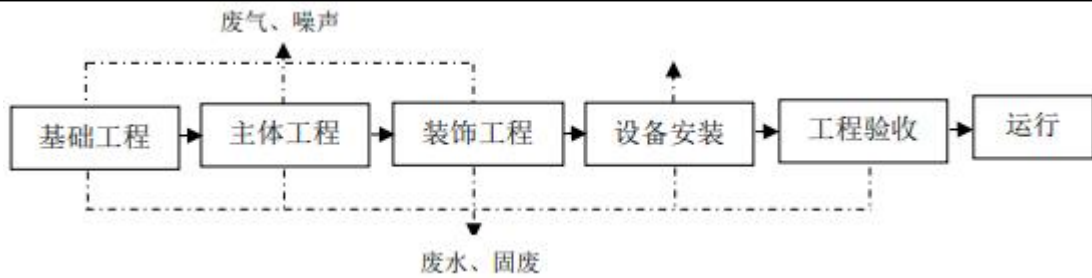 废气、噪声
基础工程
主体工程
装饰工程
设备安装
工程验收
运行
废水、固废